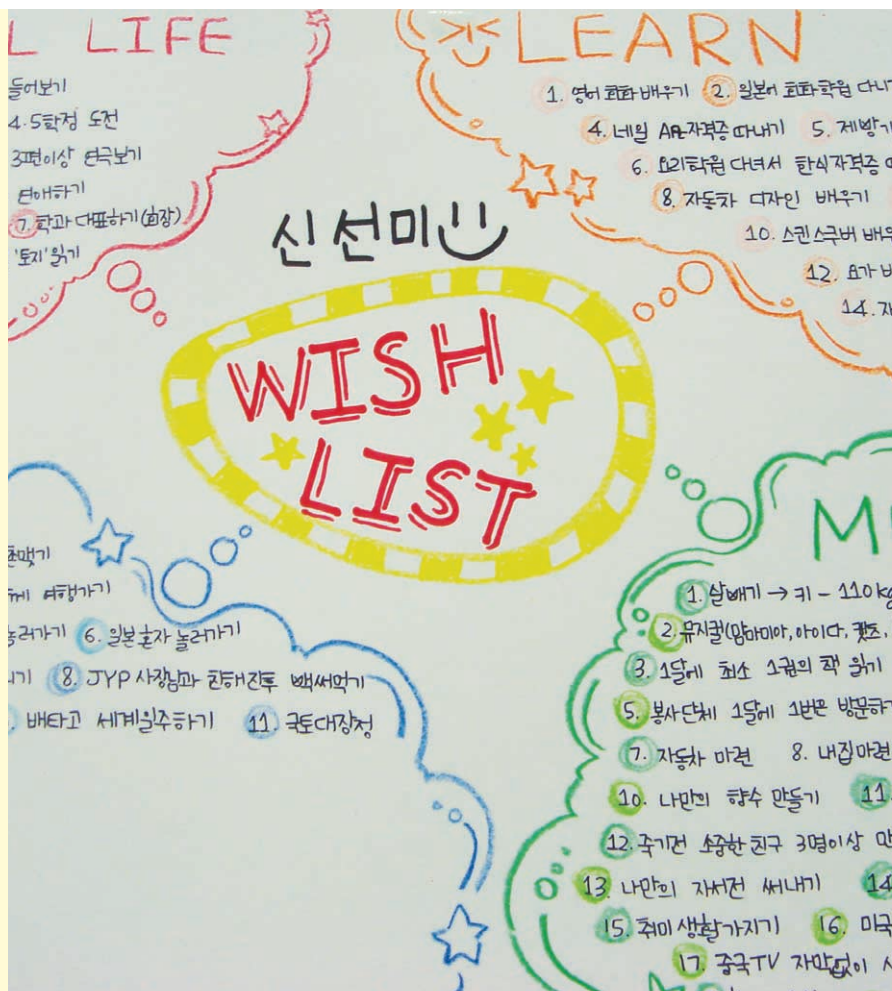 L LIFE
들어보기
4.5학점 도전
3편이상 연극보기
연애하기
7. 학과 대표하기(회장)
'토지' 읽기
LEARN
1. 영어 회화 배우기 2. 일본어 회화학원 다니
4. 네일 Art자격증 따내기 5. 제빵
6. 요리학원 다녀서 한식자격증
8. 자동차 디자인 배우기
10. 스킨스쿠버 배우
12. 요가
14.
신선미
WISH
LIST
맺기
여행가기
놀러가기 6. 일본 혼자 놀러가기
8. JYP 사장님과 친해진후 빽써먹기
배타고 세계일주하기 11. 국토대장정
M
1. 살빼기 → 키 - 110kg
2. 뮤지컬(맘마미아, 아이다, 캣츠,
3. 1달에 최소 1권의 책 읽기
5. 봉사단체 1달에 1번은 방문하기
7. 자동차 마련 8. 내집마련
10. 나만의 향수 만들기 11.
12. 죽기전 소중한 친구 3명이상 만
13. 나만의 자서전 써내기 14
15. 취미생활가지기 16. 미국
17. 중국TV 자막없이